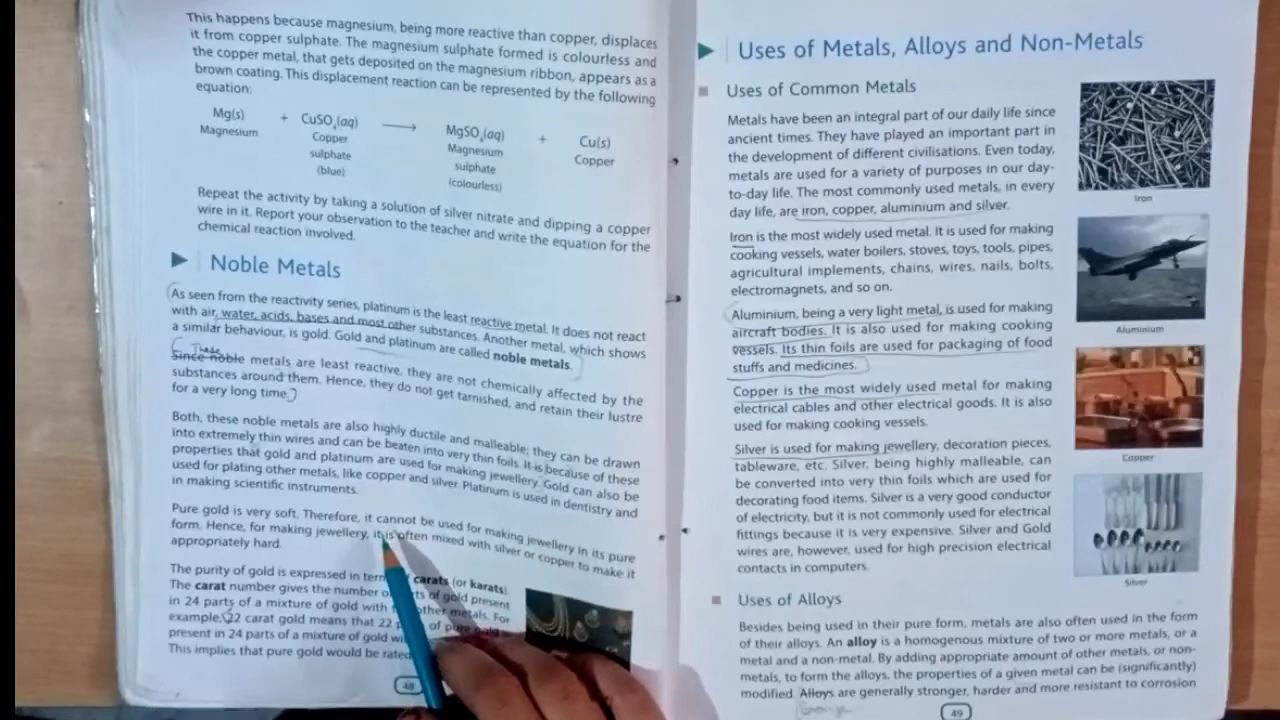 This happens because magnesium, being more reactive than copper, displaces
it from copper sulphate. The magnesium sulphate formed is colourless and
the copper metal, that gets deposited on the magnesium ribbon, appears as a
brown coating. This displacement reaction can be represented by the following
equation:
Mg(s) + CuSO₄(aq) ⟶ MgSO₄(aq) + Cu(s)
Magnesium Copper Magnesium Copper
sulphate sulphate
(blue) (colourless)
Repeat the activity by taking a solution of silver nitrate and dipping a copper
wire in it. Report your observation to the teacher and write the equation for the
chemical reaction involved.
Noble Metals
As seen from the reactivity series, platinum is the least reactive metal. It does not react
with air, water, acids, bases and most other substances. Another metal, which shows
a similar behaviour, is gold. Gold and platinum are called noble metals.
These
Since noble metals are least reactive, they are not chemically affected by the
substances around them. Hence, they do not get tarnished, and retain their lustre
for a very long time.
Both, these noble metals are also highly ductile and malleable; they can be drawn
into extremely thin wires and can be beaten into very thin foils. It is because of these
properties that gold and platinum are used for making jewellery. Gold can also be
used for plating other metals, like copper and silver. Platinum is used in dentistry and
in making scientific instruments.
Pure gold is very soft. Therefore, it cannot be used for making jewellery in its pure
form. Hence, for making jewellery, it is often mixed with silver or copper to make it
appropriately hard.
The purity of gold is expressed in carats (or karats).
The carat number gives the number of gold present
in 24 parts of a mixture of gold with other metals. For
example, 22 carat gold means that 22 of pure gold
present in 24 parts of a mixture of gold
This implies that pure gold would be rated
48
Uses of Metals, Alloys and Non-Metals
Uses of Common Metals
Metals have been an integral part of our daily life since
ancient times. They have played an important part in
the development of different civilisations. Even today,
metals are used for a variety of purposes in our day-
to-day life. The most commonly used metals, in every
day life, are iron, copper, aluminium and silver.
Iron
Iron is the most widely used metal. It is used for making
cooking vessels, water boilers, stoves, toys, tools, pipes,
agricultural implements, chains, wires, nails, bolts,
electromagnets, and so on.
Aluminium, being a very light metal, is used for making
aircraft bodies. It is also used for making cooking
vessels. Its thin foils are used for packaging of food
stuffs and medicines.
Aluminium
Copper is the most widely used metal for making
electrical cables and other electrical goods. It is also
used for making cooking vessels.
Copper
Silver is used for making jewellery, decoration pieces,
tableware, etc. Silver, being highly malleable, can
be converted into very thin foils which are used for
decorating food items. Silver is a very good conductor
of electricity, but it is not commonly used for electrical
fittings because it is very expensive. Silver and Gold
wires are, however, used for high precision electrical
contacts in computers.
Silver
Uses of Alloys
Besides being used in their pure form, metals are also often used in the form
of their alloys. An alloy is a homogenous mixture of two or more metals, or a
metal and a non-metal. By adding appropriate amount of other metals, or non-
metals, to form the alloys, the properties of a given metal can be (significantly)
modified. Alloys are generally stronger, harder and more resistant to corrosion
49